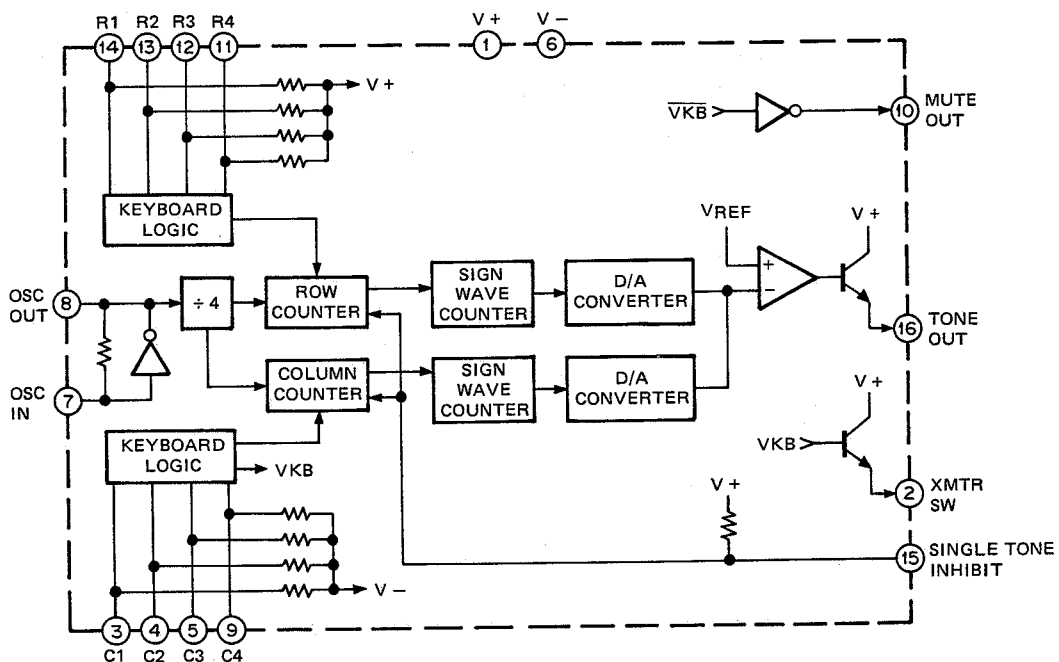 R1 R2 R3 R4 V+ V-
14 13 12 11 1 6
V+
VKB 10 MUTE OUT
KEYBOARD LOGIC
VREF V+
OSC OUT 8 ÷4 ROW COUNTER SIGN WAVE COUNTER D/A CONVERTER + -
16 TONE OUT
OSC IN 7 COLUMN COUNTER SIGN WAVE COUNTER D/A CONVERTER
V+
KEYBOARD LOGIC VKB VKB
V+ 2 XMTR SW
15 SINGLE TONE INHIBIT
V-
3 4 5 9
C1 C2 C3 C4